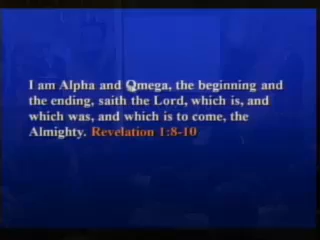 I am Alpha and Qmega, the beginning and
the ending, saith the Lord, which is, and
which was, and which is to come, the
Almighty. Revelation 1:8-10